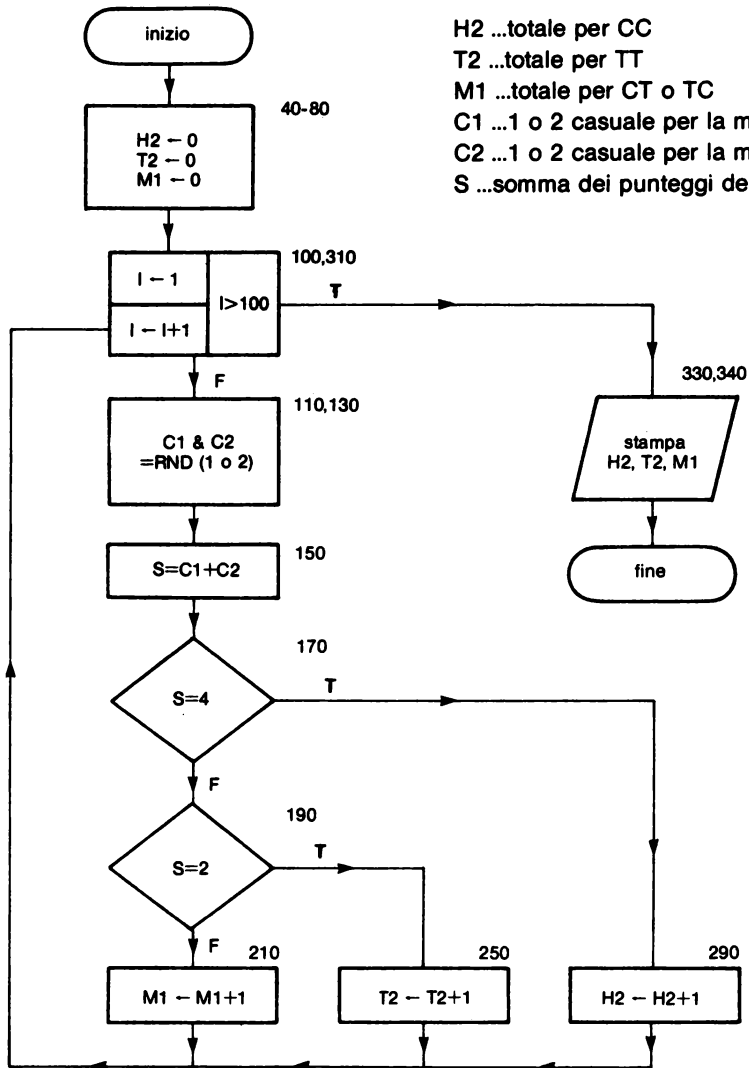 inizio
H2 ...totale per CC
T2 ...totale per TT
M1 ...totale per CT o TC
C1 ...1 o 2 casuale per la
C2 ...1 o 2 casuale per la
S ...somma dei punteggi
40-80
H2 ← 0
T2 ← 0
M1 ← 0
100,310
I ← 1
I ← I+1
I>100
T
F
110,130
C1 & C2
=RND (1 o 2)
330,340
stampa
H2, T2, M1
fine
150
S=C1+C2
170
S=4
T
F
190
S=2
T
F
210
M1 ← M1+1
250
T2 ← T2+1
290
H2 ← H2+1